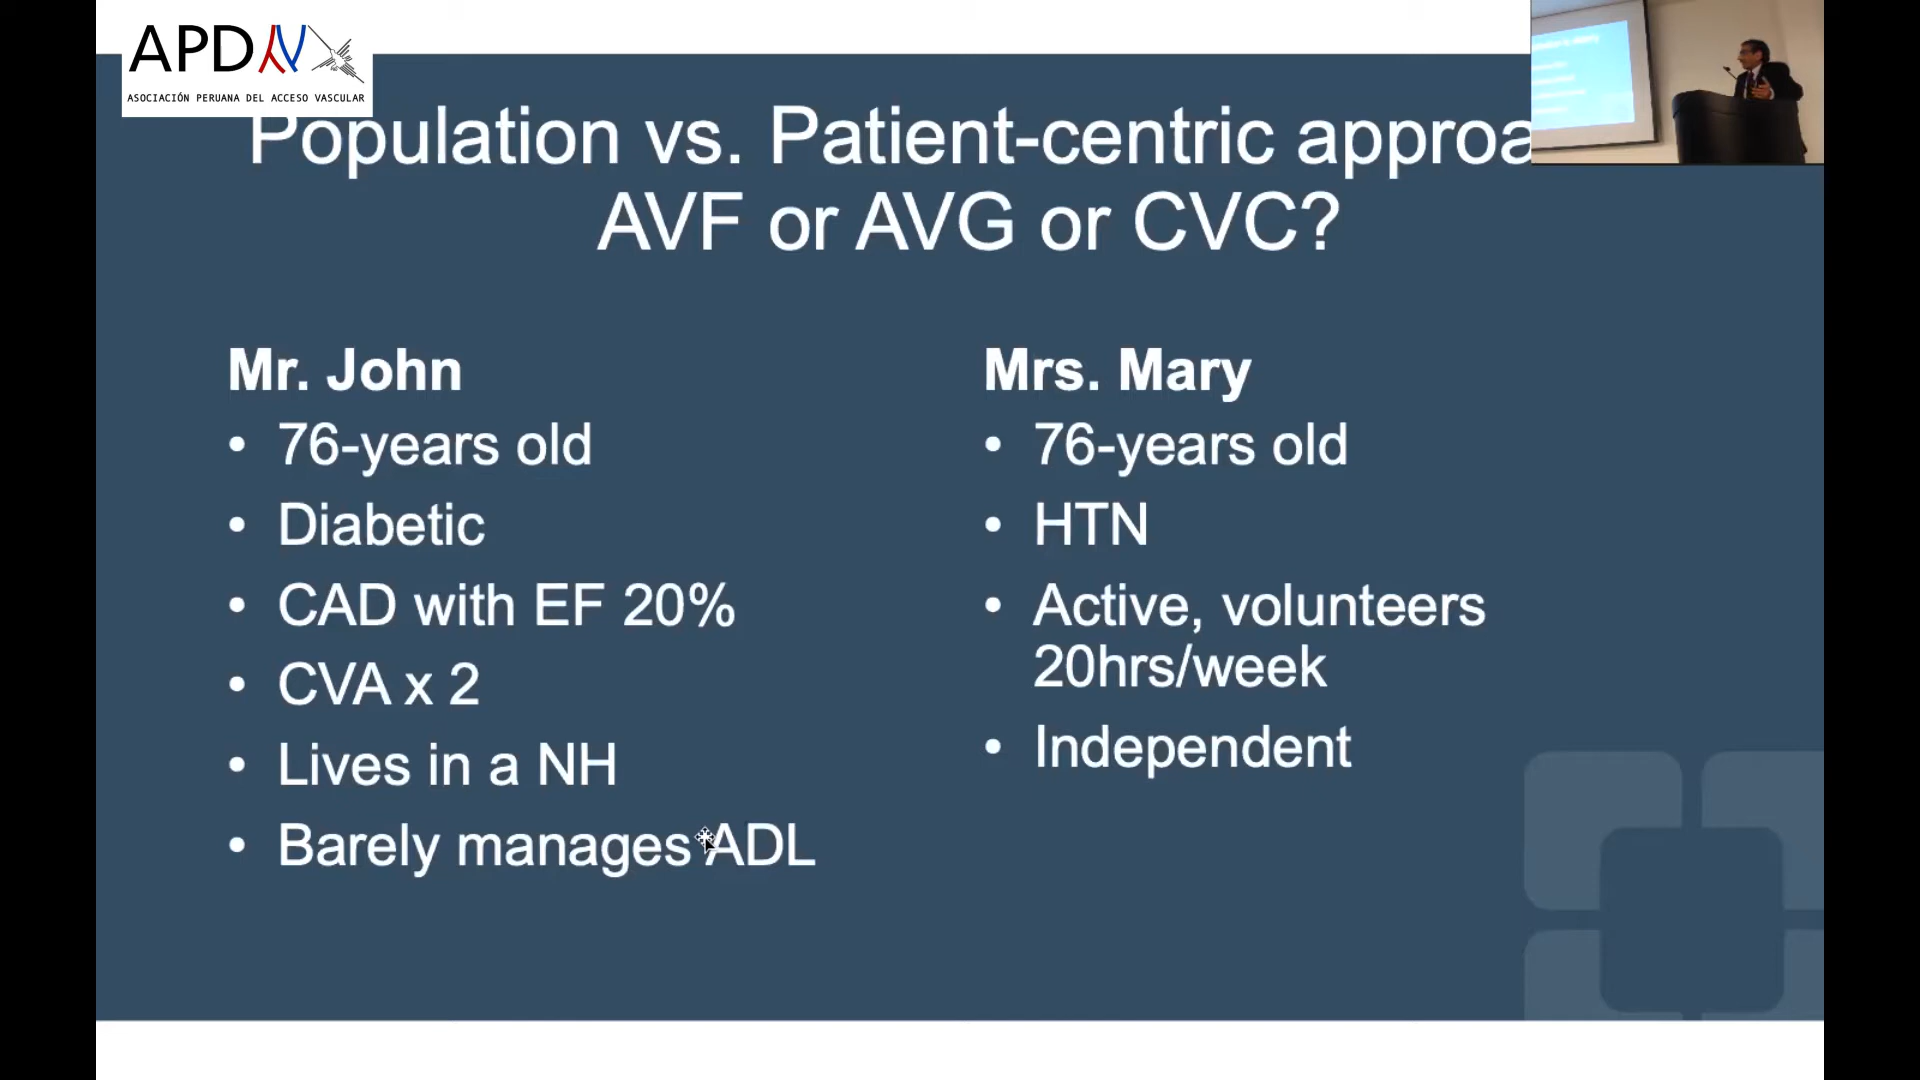 APDAV
ASOCIACIÓN PERUANA DEL ACCESO VASCULAR
Population vs. Patient-centric approa
AVF or AVG or CVC?
Mr. John
• 76-years old
• Diabetic
• CAD with EF 20%
• CVA x 2
• Lives in a NH
• Barely manages ADL
Mrs. Mary
• 76-years old
• HTN
• Active, volunteers
20hrs/week
• Independent